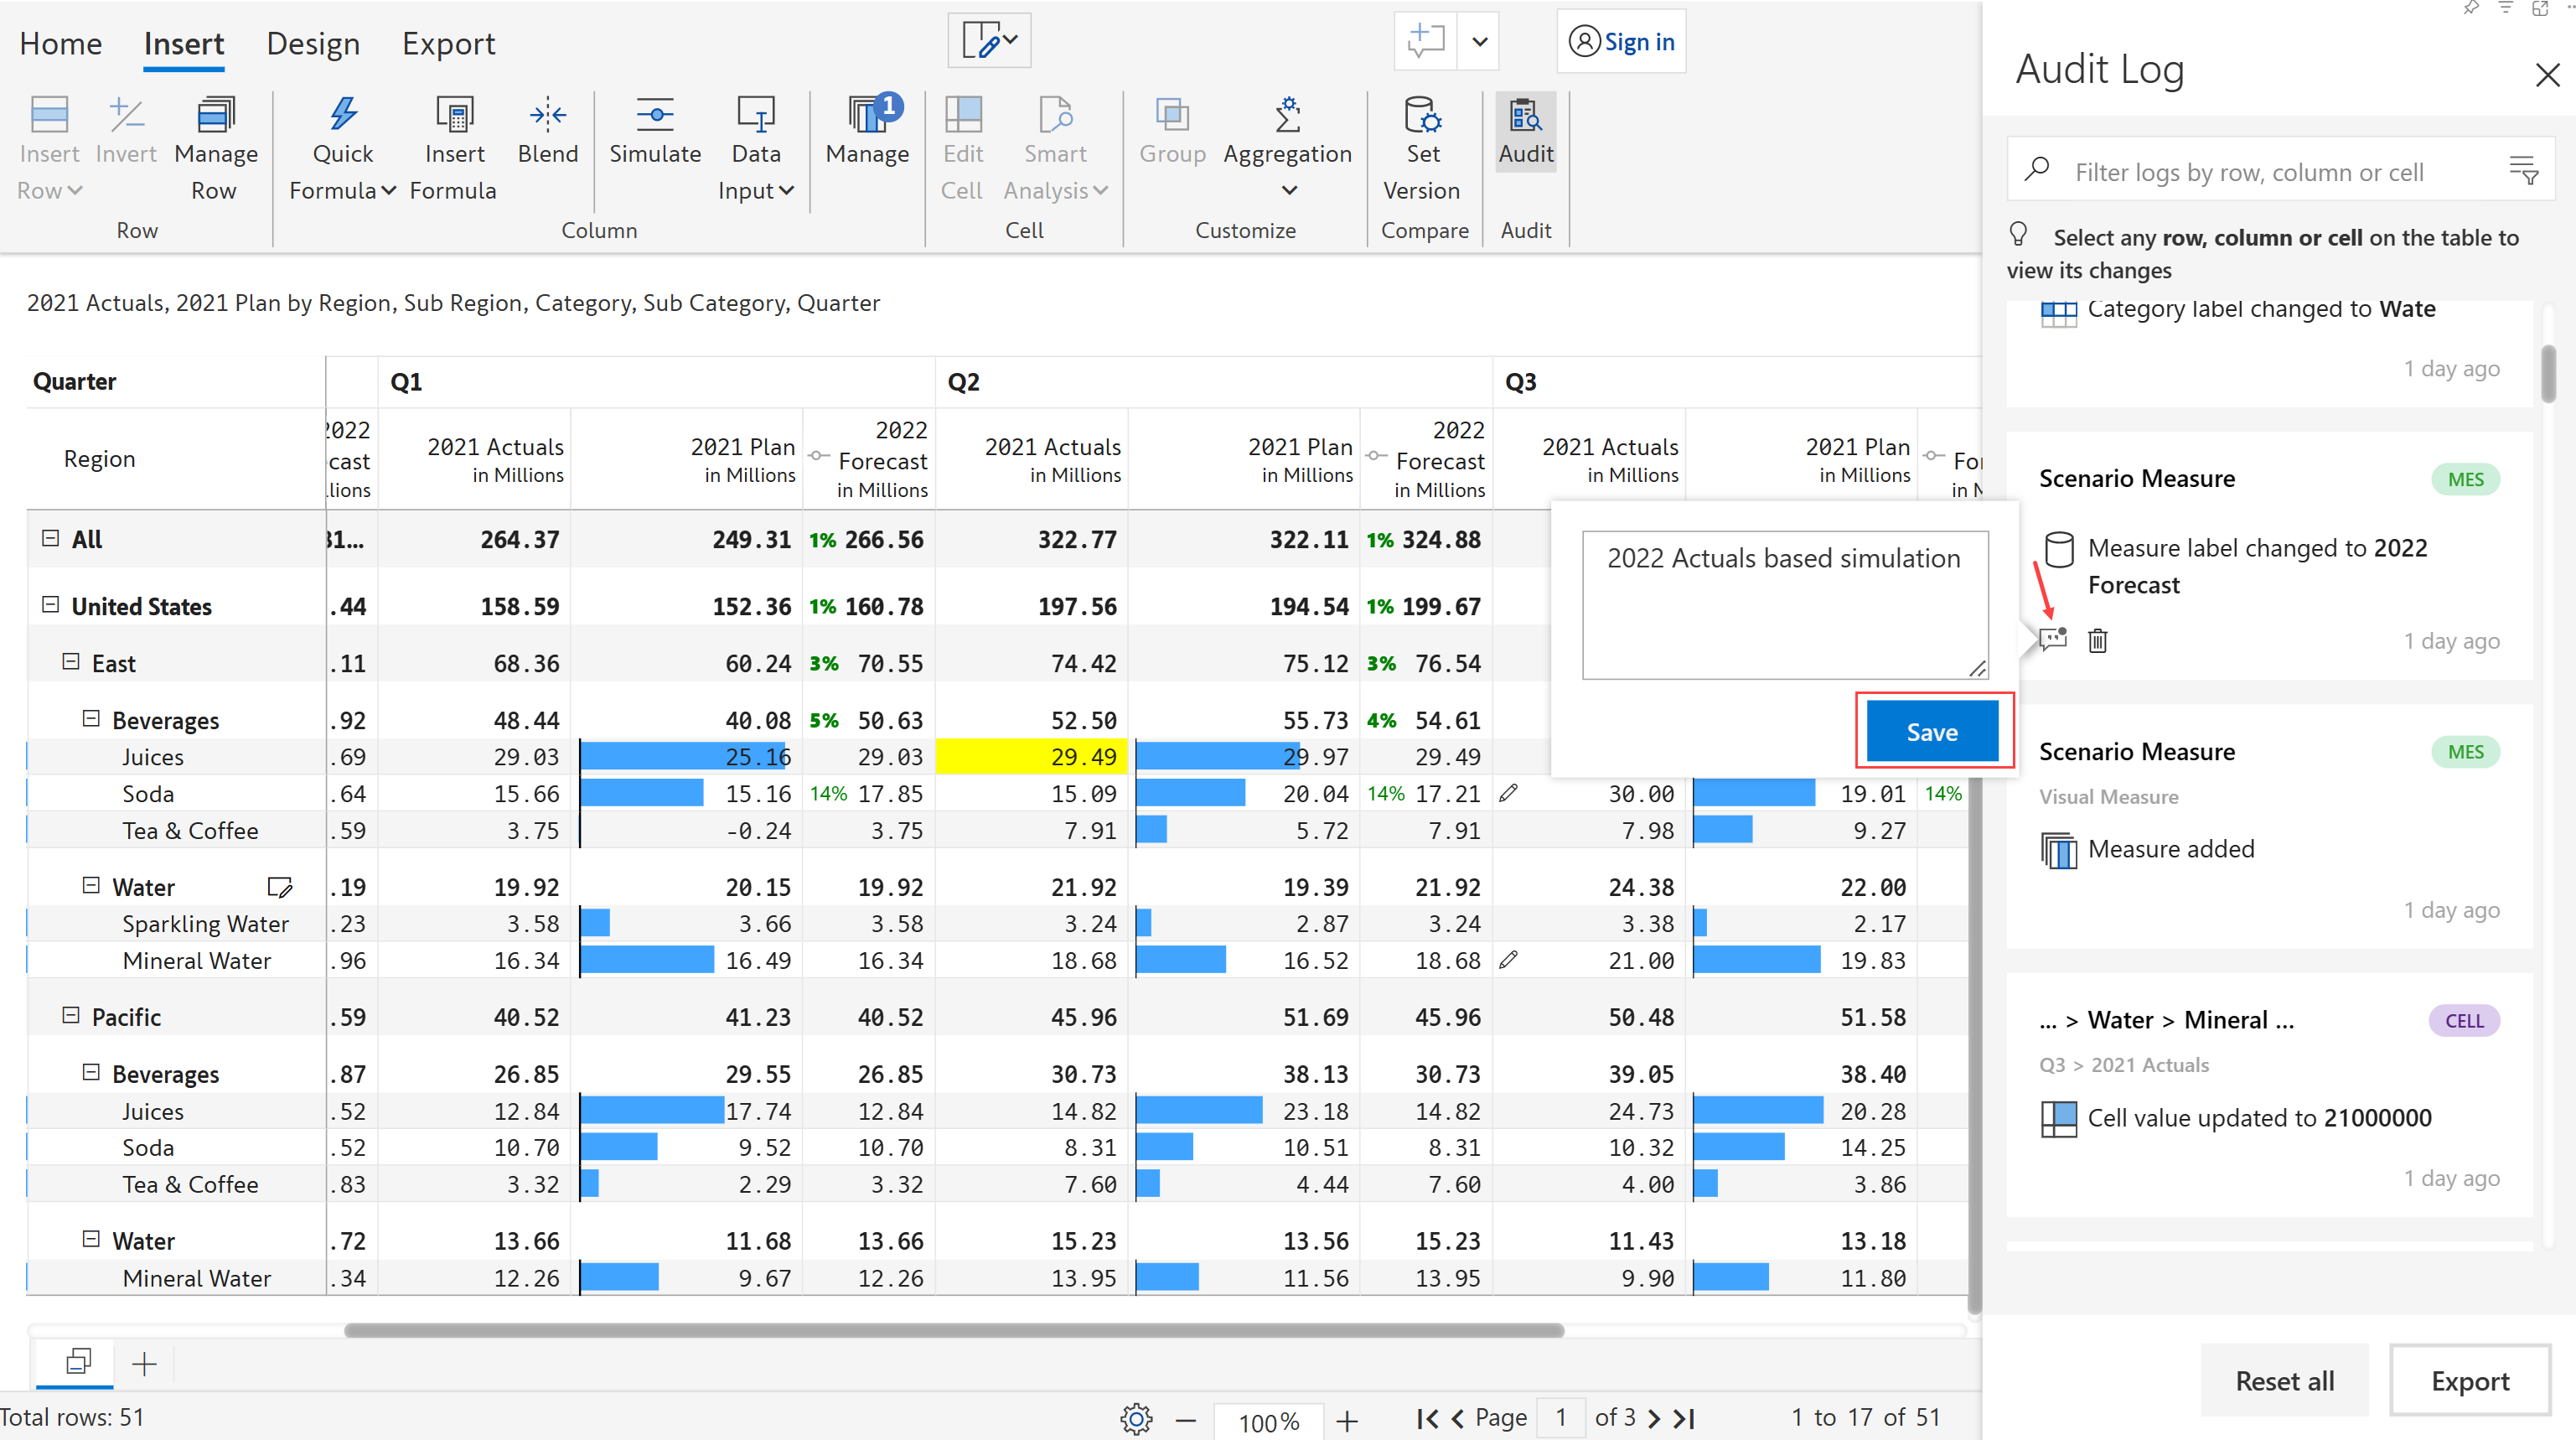 Home Insert Design Export Sign in
Insert Row Invert Manage Row Quick Formula Insert Formula Blend Simulate Data Input Manage 1 Edit Cell Smart Analysis Group Aggregation Set Version Audit
Row Column Cell Customize Compare Audit
2021 Actuals, 2021 Plan by Region, Sub Region, Category, Sub Category, Quarter
Quarter Q1 Q2 Q3
Region 2021 Actuals in Millions 2021 Plan in Millions 2022 Forecast in Millions 2021 Actuals in Millions 2021 Plan in Millions 2022 Forecast in Millions 2021 Actuals in Millions 2021 Plan in Millions
All 264.37 249.31 1% 266.56 322.77 322.11 1% 324.88
United States .44 158.59 152.36 1% 160.78 197.56 194.54 1% 199.67
East .11 68.36 60.24 3% 70.55 74.42 75.12 3% 76.54
Beverages .92 48.44 40.08 5% 50.63 52.50 55.73 4% 54.61
Juices .69 29.03 25.16 29.03 29.49 29.97 29.49
Soda .64 15.66 15.16 14% 17.85 15.09 20.04 14% 17.21 30.00 19.01 14%
Tea & Coffee .59 3.75 -0.24 3.75 7.91 5.72 7.91 7.98 9.27
Water .19 19.92 20.15 19.92 21.92 19.39 21.92 24.38 22.00
Sparkling Water .23 3.58 3.66 3.58 3.24 2.87 3.24 3.38 2.17
Mineral Water .96 16.34 16.49 16.34 18.68 16.52 18.68 21.00 19.83
Pacific .59 40.52 41.23 40.52 45.96 51.69 45.96 50.48 51.58
Beverages .87 26.85 29.55 26.85 30.73 38.13 30.73 39.05 38.40
Juices .52 12.84 17.74 12.84 14.82 23.18 14.82 24.73 20.28
Soda .52 10.70 9.52 10.70 8.31 10.51 8.31 10.32 14.25
Tea & Coffee .83 3.32 2.29 3.32 7.60 4.44 7.60 4.00 3.86
Water .72 13.66 11.68 13.66 15.23 13.56 15.23 11.43 13.18
Mineral Water .34 12.26 9.67 12.26 13.95 11.56 13.95 9.90 11.80
Total rows: 51 100% Page 1 of 3 1 to 17 of 51
2022 Actuals based simulation
Save
Audit Log
Filter logs by row, column or cell
Select any row, column or cell on the table to
view its changes
Category label changed to Wate
1 day ago
Scenario Measure MES
Measure label changed to 2022
Forecast
1 day ago
Scenario Measure MES
Visual Measure
Measure added
1 day ago
... > Water > Mineral ... CELL
Q3 > 2021 Actuals
Cell value updated to 21000000
1 day ago
Reset all Export